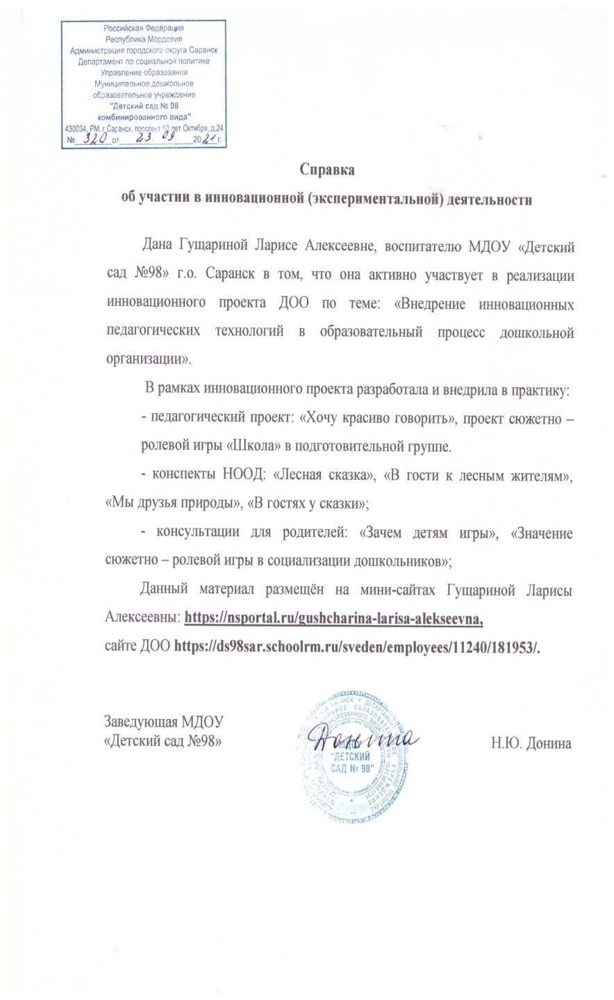 Российская Федерация
Республика Мордовия
Администрация городского округа Саранск
Департамент по социальной политике
Управление образования
Муниципальное дошкольное
образовательное учреждение
"Детский сад № 98
комбинированного вида"
430034, РМ, г.Саранск, проспект 60 лет Октября, д.24
№ 320 от 23. 09. 2021 г.
Справка
об участии в инновационной (экспериментальной) деятельности
Дана Гущариной Ларисе Алексеевне, воспитателю МДОУ «Детский
сад №98» г.о. Саранск в том, что она активно участвует в реализации
инновационного проекта ДОО по теме: «Внедрение инновационных
педагогических технологий в образовательный процесс дошкольной
организации».
В рамках инновационного проекта разработала и внедрила в практику:
- педагогический проект: «Хочу красиво говорить», проект сюжетно –
ролевой игры «Школа» в подготовительной группе.
- конспекты НООД: «Лесная сказка», «В гости к лесным жителям»,
«Мы друзья природы», «В гостях у сказки»;
- консультации для родителей: «Зачем детям игры», «Значение
сюжетно – ролевой игры в социализации дошкольников»;
Данный материал размещён на мини-сайтах Гущариной Ларисы
Алексеевны: https://nsportal.ru/gushcharina-larisa-alekseevna,
сайте ДОО https://ds98sar.schoolrm.ru/sveden/employees/11240/181953/.
Заведующая МДОУ
«Детский сад №98»
Н.Ю. Донина
МДОУ
"ДЕТСКИЙ
САД № 98"